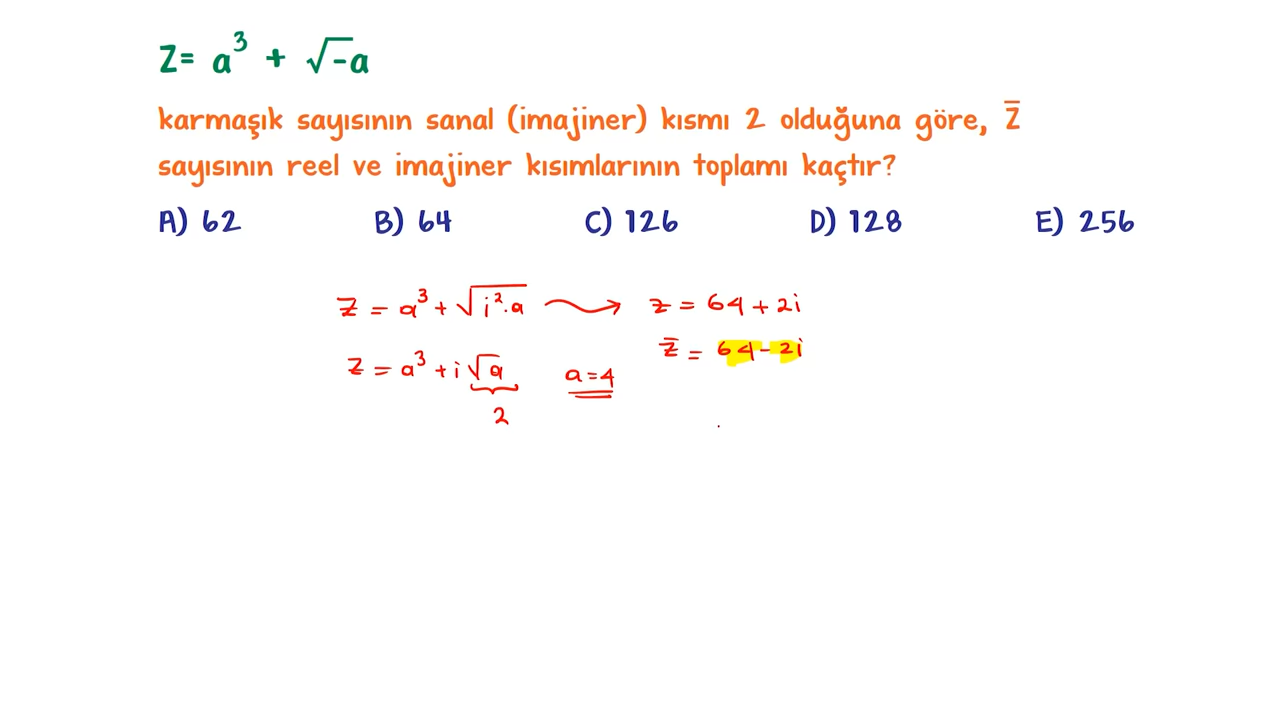 Z= a³ + √-a
karmaşık sayısının sanal (imajiner) kısmı 2 olduğuna göre, Z̅
sayısının reel ve imajiner kısımlarının toplamı kaçtır?
A) 62 B) 64 C) 126 D) 128 E) 256
Z = a³ + √i².a → z = 64 + 2i
Z̅ = 64 - 2i
Z = a³ + i√a a = 4
2